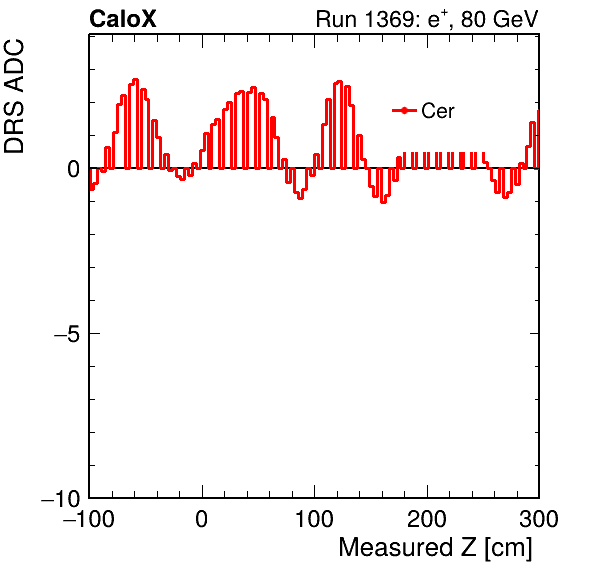 CaloX Run 1369: e⁺, 80 GeV
DRS ADC
Cer
0
−5
−10
−100 0 100 200 300
Measured Z [cm]